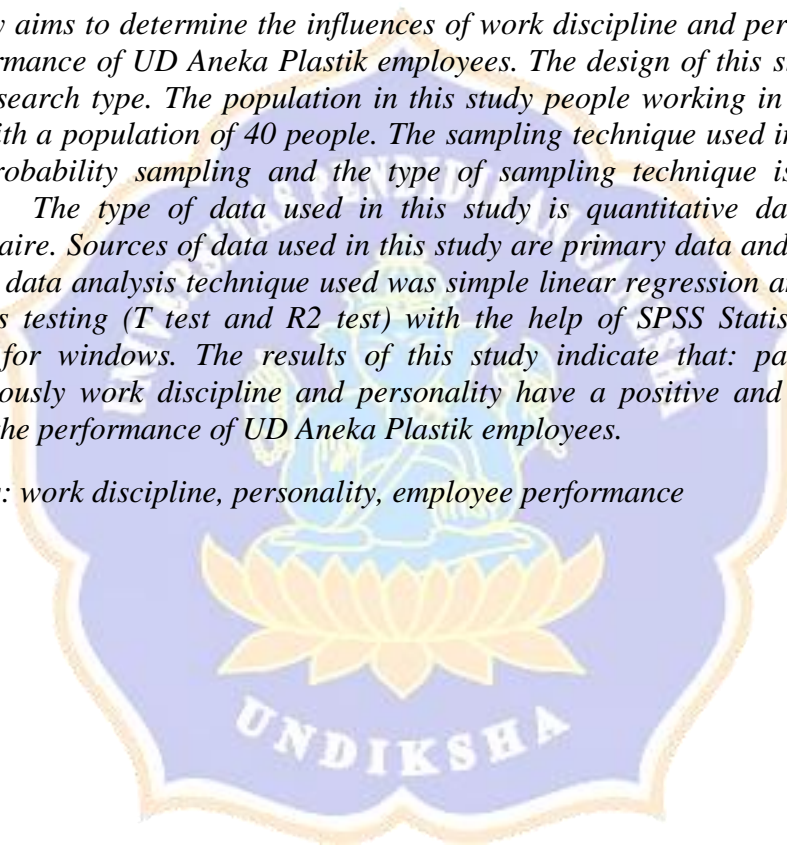 y aims to determine the influences of work discipline and per
rmance of UD Aneka Plastik employees. The design of this s
search type. The population in this study people working in
ith a population of 40 people. The sampling technique used in
robability sampling and the type of sampling technique is
The type of data used in this study is quantitative da
aire. Sources of data used in this study are primary data and
data analysis technique used was simple linear regression a
s testing (T test and R2 test) with the help of SPSS Statis
for windows. The results of this study indicate that: pa
ously work discipline and personality have a positive and
he performance of UD Aneka Plastik employees.
: work discipline, personality, employee performance
UNIVERSITAS PENDIDIKAN GANESHA
UNDIKSHA